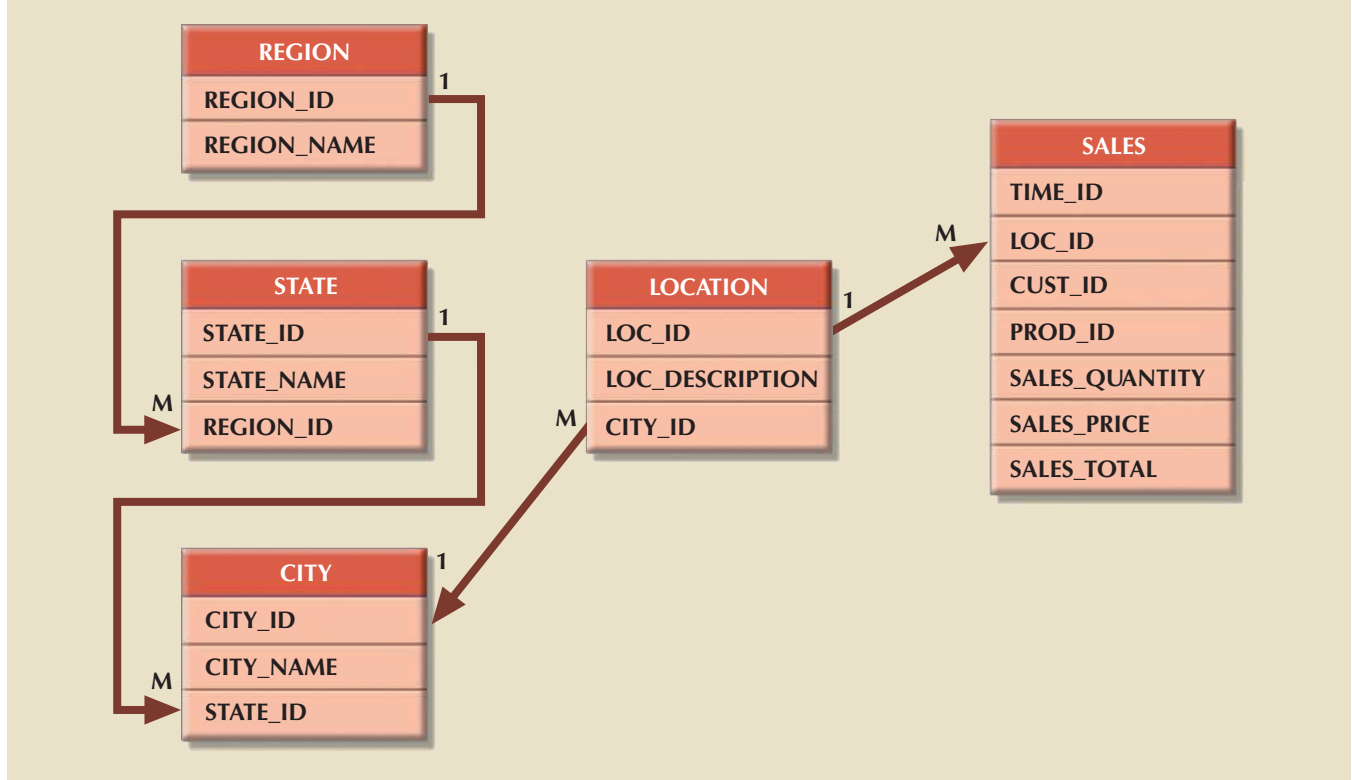 REGION
REGION_ID
REGION_NAME
1
M
STATE
STATE_ID
STATE_NAME
REGION_ID
1
M
CITY
CITY_ID
CITY_NAME
STATE_ID
1
M
LOCATION
LOC_ID
LOC_DESCRIPTION
CITY_ID
1
M
SALES
TIME_ID
LOC_ID
CUST_ID
PROD_ID
SALES_QUANTITY
SALES_PRICE
SALES_TOTAL